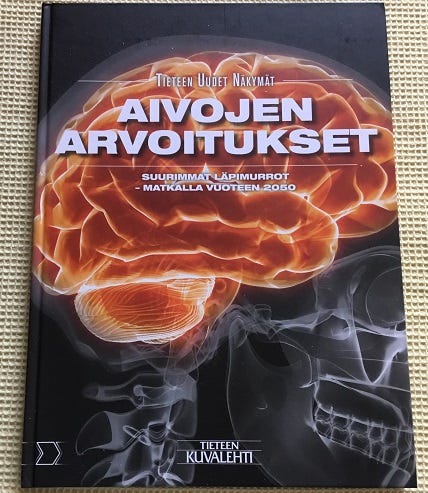 TIETEEN UUDET NÄKYMÄT
AIVOJEN
ARVOITUKSET
SUURIMMAT LÄPIMURROT
- MATKALLA VUOTEEN 2050
TIETEEN
KUVALEHTI